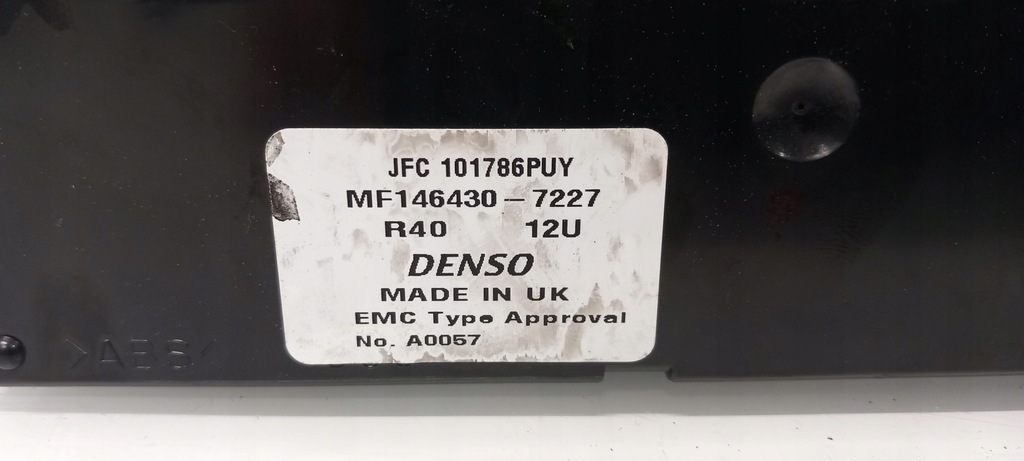 JFC 101786PUY
MF146430-7227
R40 12U
DENSO
MADE IN UK
EMC Type Approval
No. A0057
>ABS<